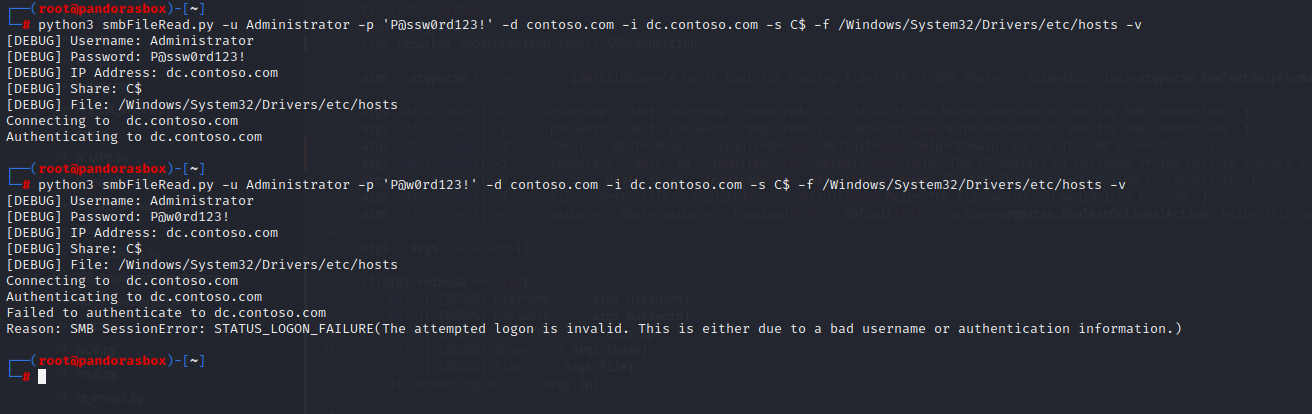 ┌──(root@pandorasbox)-[~]
└─# python3 smbFileRead.py -u Administrator -p 'P@ssw0rd123!' -d contoso.com -i dc.contoso.com -s C$ -f /Windows/System32/Drivers/etc/hosts -v
[DEBUG] Username: Administrator
[DEBUG] Password: P@ssw0rd123!
[DEBUG] IP Address: dc.contoso.com
[DEBUG] Share: C$
[DEBUG] File: /Windows/System32/Drivers/etc/hosts
Connecting to  dc.contoso.com
Authenticating to dc.contoso.com
┌──(root@pandorasbox)-[~]
└─# python3 smbFileRead.py -u Administrator -p 'P@w0rd123!' -d contoso.com -i dc.contoso.com -s C$ -f /Windows/System32/Drivers/etc/hosts -v
[DEBUG] Username: Administrator
[DEBUG] Password: P@w0rd123!
[DEBUG] IP Address: dc.contoso.com
[DEBUG] Share: C$
[DEBUG] File: /Windows/System32/Drivers/etc/hosts
Connecting to  dc.contoso.com
Authenticating to dc.contoso.com
Failed to authenticate to dc.contoso.com
Reason: SMB SessionError: STATUS_LOGON_FAILURE(The attempted logon is invalid. This is either due to a bad username or authentication information.)
┌──(root@pandorasbox)-[~]
└─#